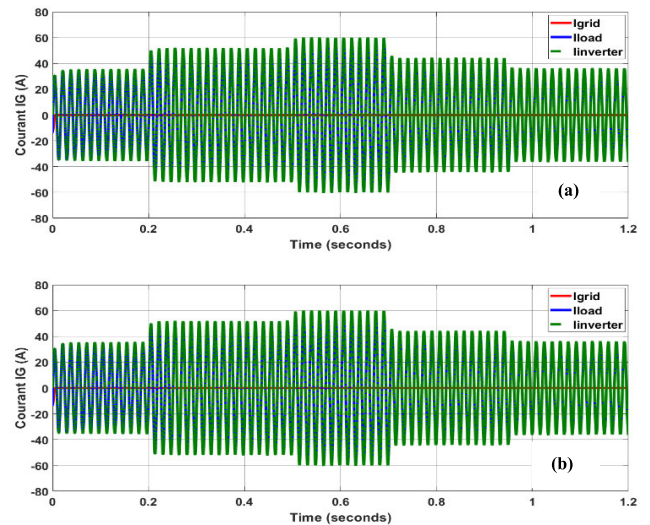 80
60
40
20
0
-20
-40
-60
-80
Courant IG (A)
Igrid
Iload
Iinverter
(a)
0 0.2 0.4 0.6 0.8 1 1.2
Time (seconds)
80
60
40
20
0
-20
-40
-60
-80
Courant IG (A)
Igrid
Iload
Iinverter
(b)
0 0.2 0.4 0.6 0.8 1 1.2
Time (seconds)